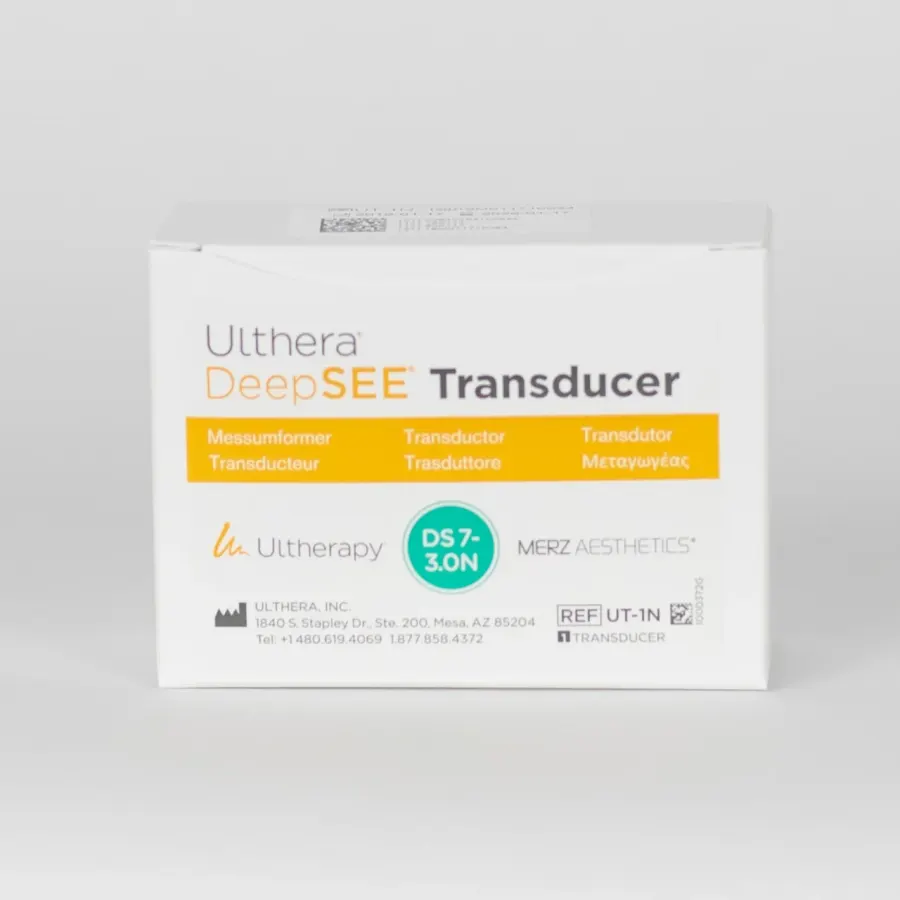 Ulthera®
DeepSEE® Transducer
Messumformer Transductor Transdutor
Transducteur Trasduttore Μεταγωγέας
Ultherapy
DS 7-
3.0N
MERZ AESTHETICS®
ULTHERA, INC.
1840 S. Stapley Dr., Ste. 200, Mesa, AZ 85204
Tel: +1 480.619.4069 1.877.858.4372
REF UT-1N
1 TRANSDUCER